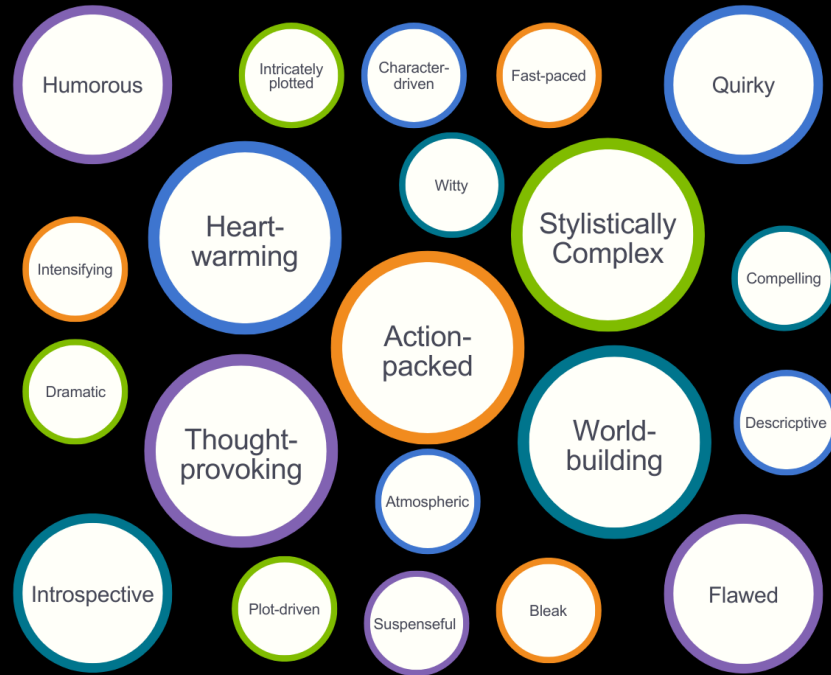 Humorous
Intricately
plotted
Character-
driven
Fast-paced
Quirky
Witty
Heart-
warming
Stylistically
Complex
Intensifying
Compelling
Action-
packed
Dramatic
Thought-
provoking
World-
building
Descricptive
Atmospheric
Introspective
Plot-driven
Suspenseful
Bleak
Flawed